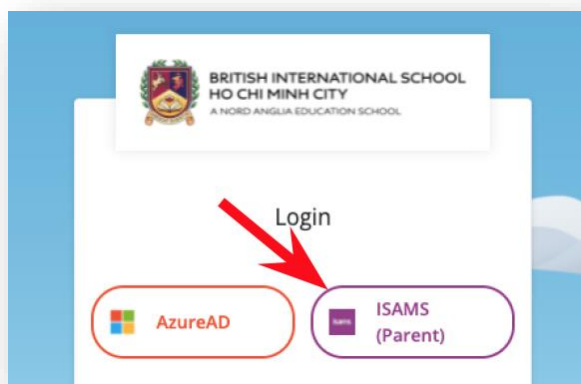 BRITISH INTERNATIONAL SCHOOL
HO CHI MINH CITY
A NORD ANGLIA EDUCATION SCHOOL
Login
AzureAD
ISAMS
(Parent)